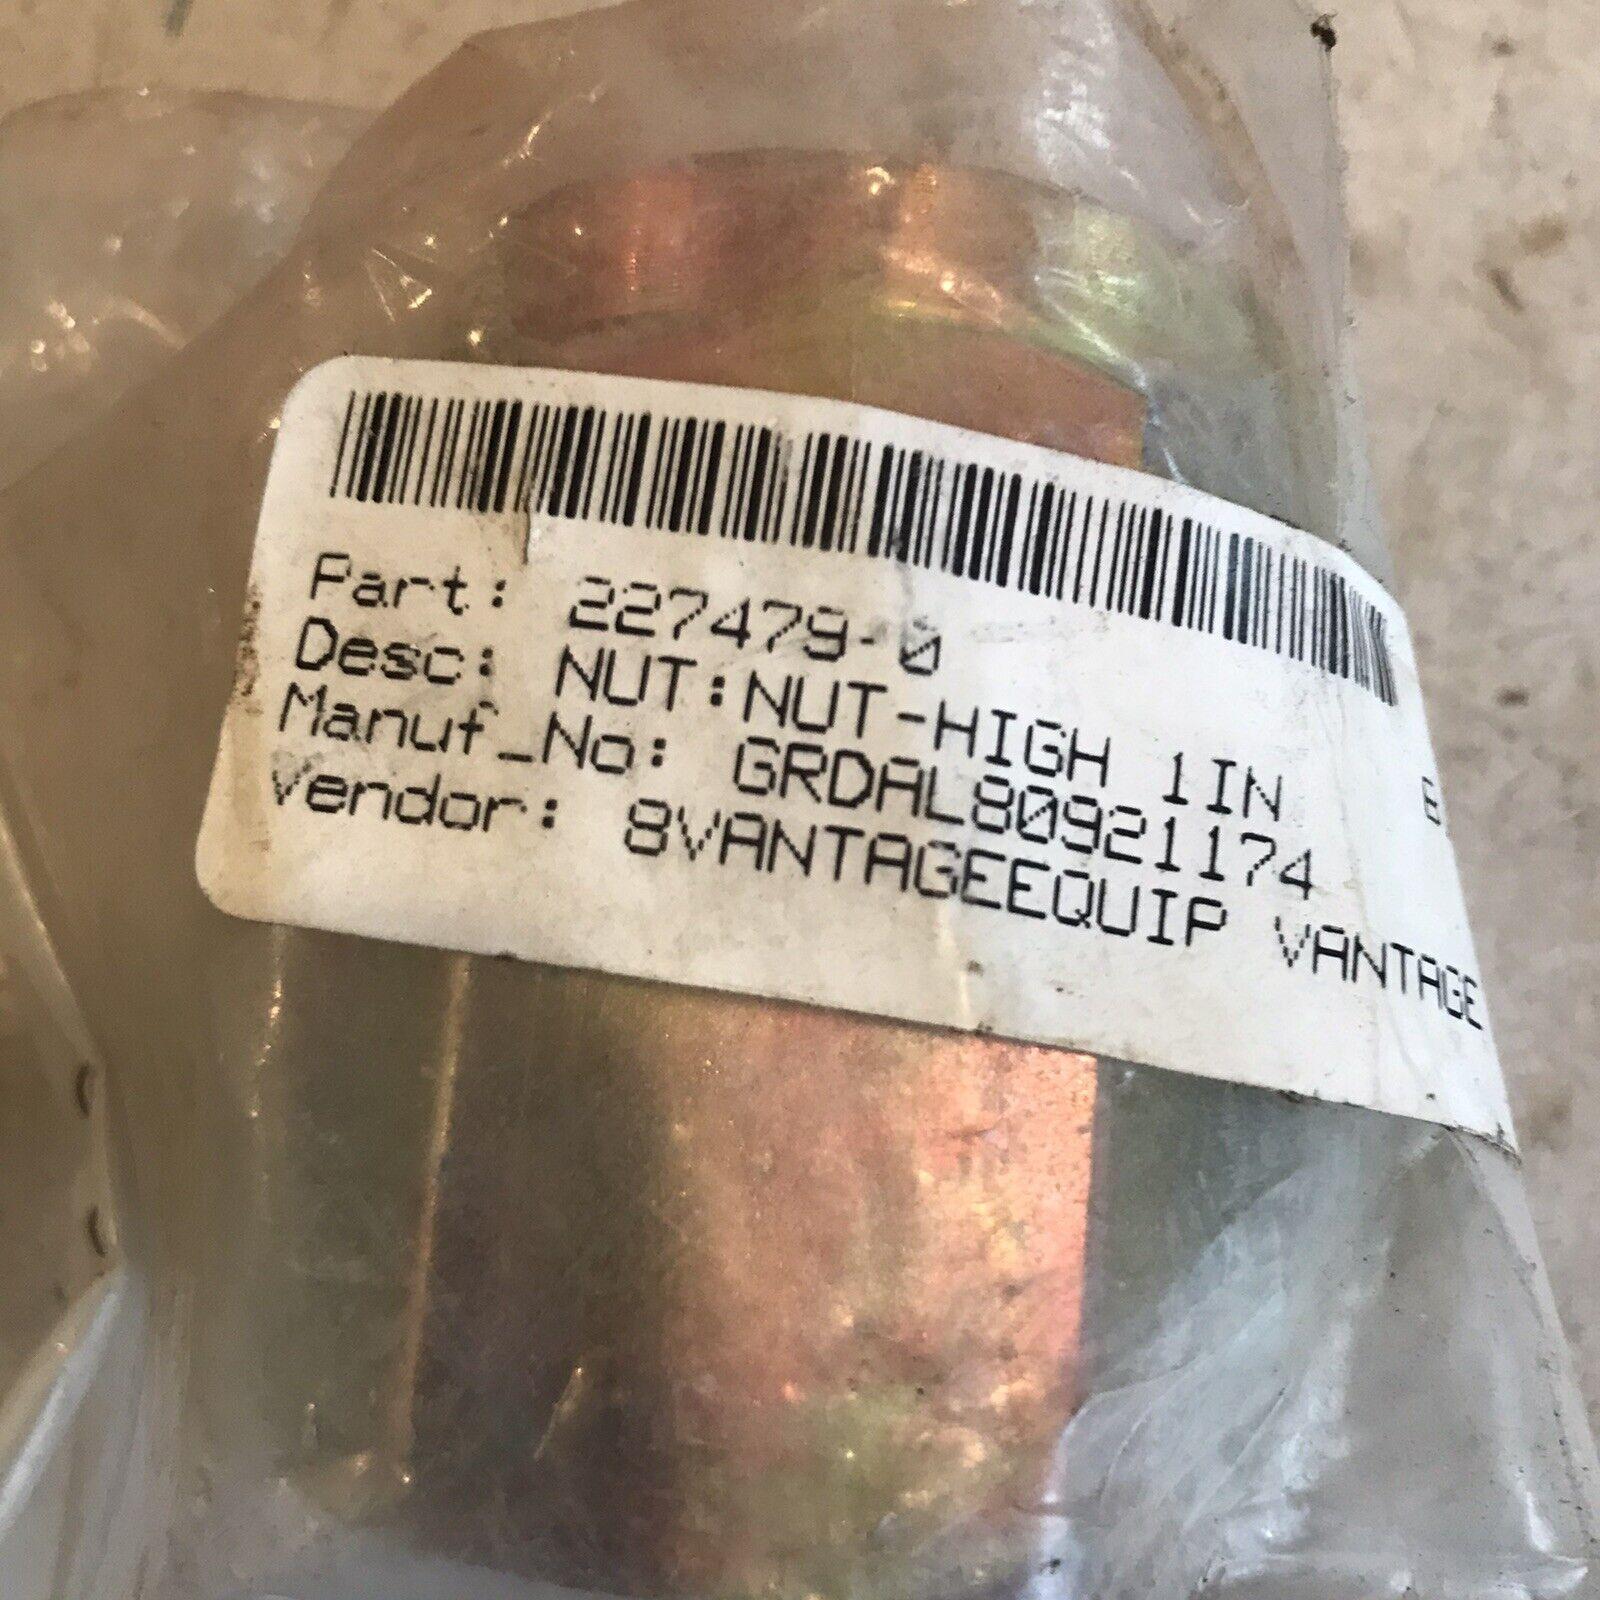 Part: 227479-0
Desc: NUT:NUT-HIGH 1IN
Manuf_No: GRDAL80921174
Vendor: 8VANTAGEEQUIP VANTAGE